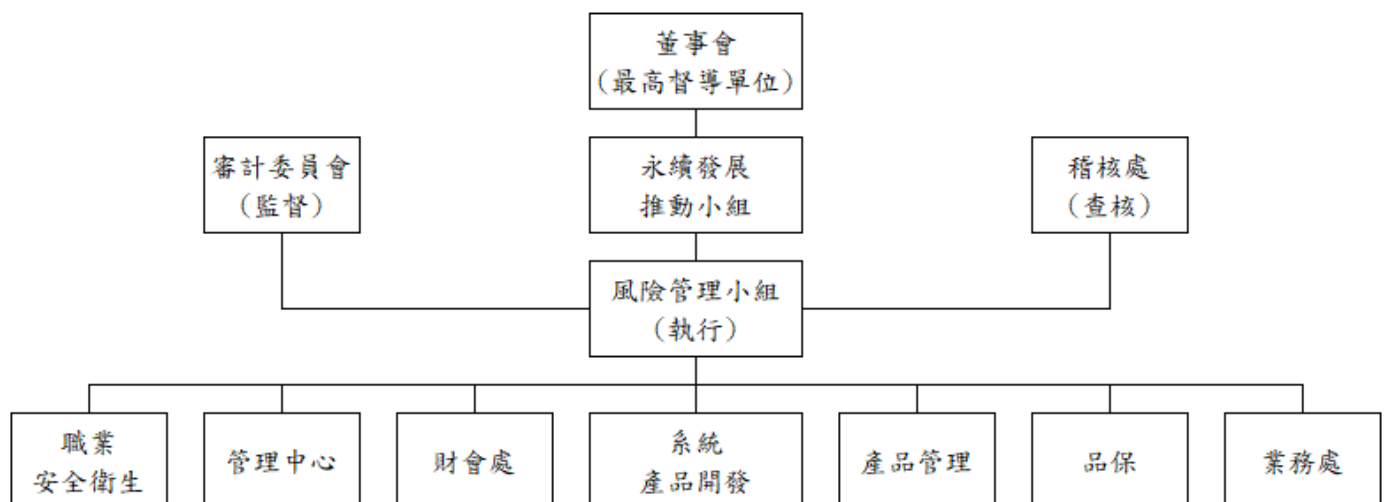 董事會
(最高督導單位)
審計委員會
(監督)
永續發展
推動小組
稽核處
(查核)
風險管理小組
(執行)
職業
安全衛生
管理中心
財會處
系統
產品開發
產品管理
品保
業務處